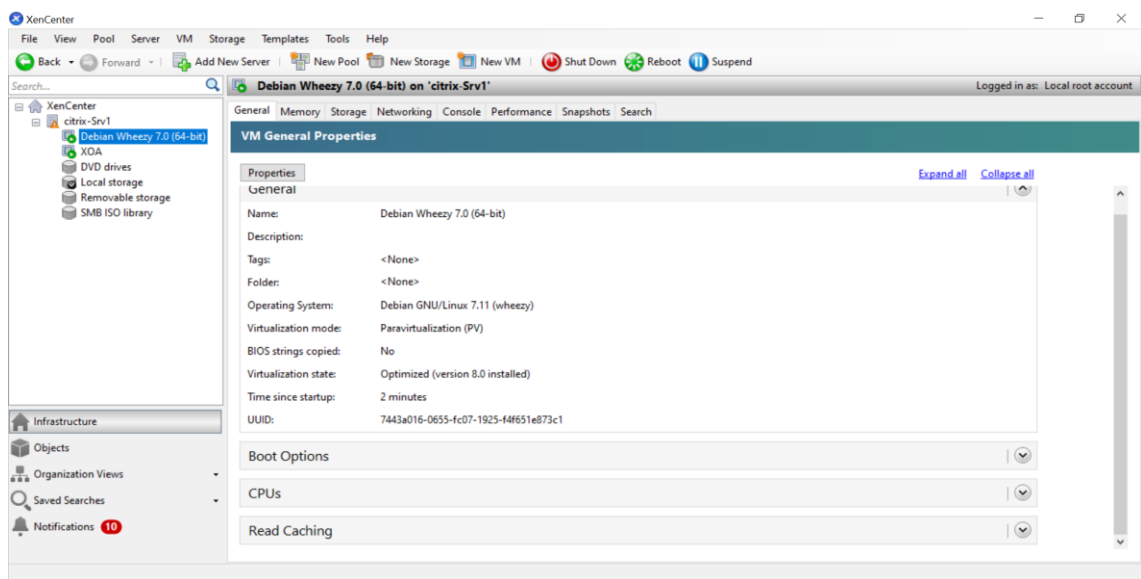 XenCenter
File View Pool Server VM Storage Templates Tools Help
Back Forward Add New Server New Pool New Storage New VM Shut Down Reboot Suspend
Search...
Debian Wheezy 7.0 (64-bit) on 'citrix-Srv1' Logged in as: Local root account
XenCenter
citrix-Srv1
Debian Wheezy 7.0 (64-bit)
XOA
DVD drives
Local storage
Removable storage
SMB ISO library
Infrastructure
Objects
Organization Views
Saved Searches
Notifications 10
General Memory Storage Networking Console Performance Snapshots Search
VM General Properties
Properties Expand all Collapse all
General
Name: Debian Wheezy 7.0 (64-bit)
Description:
Tags: <None>
Folder: <None>
Operating System: Debian GNU/Linux 7.11 (wheezy)
Virtualization mode: Paravirtualization (PV)
BIOS strings copied: No
Virtualization state: Optimized (version 8.0 installed)
Time since startup: 2 minutes
UUID: 7443a016-0655-fc07-1925-f4f651e873c1
Boot Options
CPUs
Read Caching